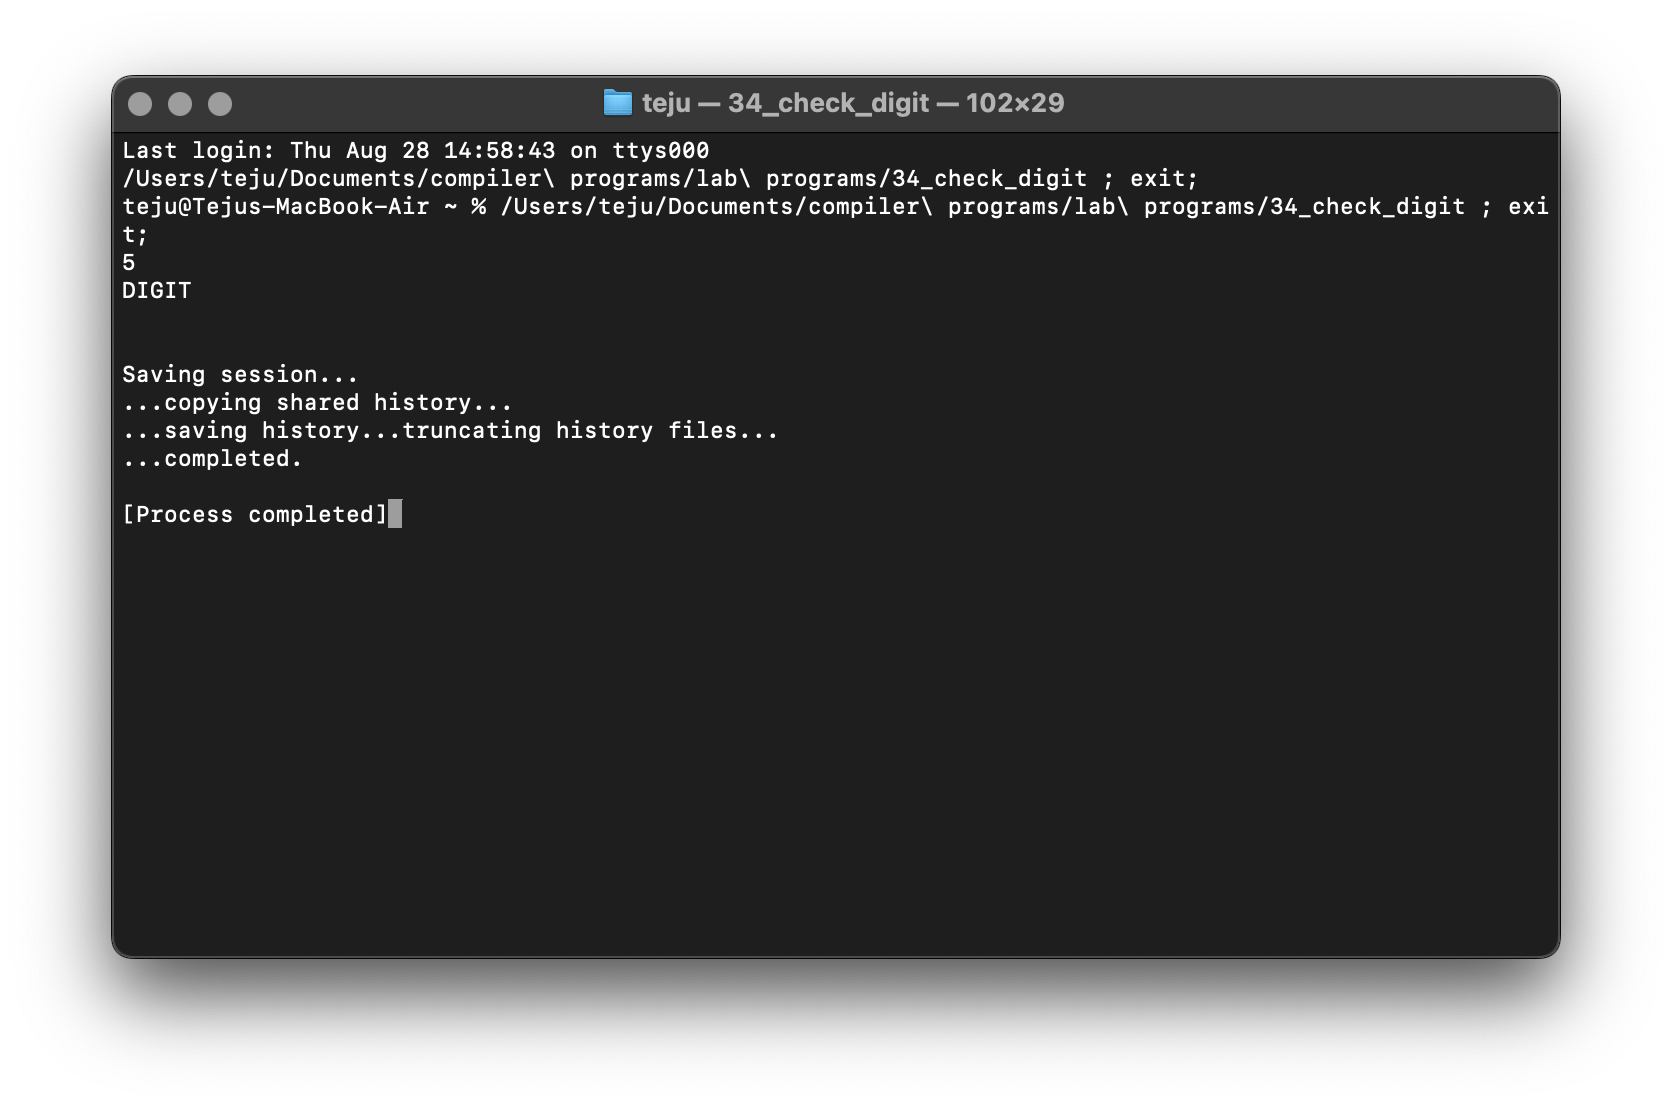 teju — 34_check_digit — 102×29
Last login: Thu Aug 28 14:58:43 on ttys000
/Users/teju/Documents/compiler\ programs/lab\ programs/34_check_digit ; exit;
teju@Tejus-MacBook-Air ~ % /Users/teju/Documents/compiler\ programs/lab\ programs/34_check_digit ; exi
t;
5
DIGIT
Saving session...
...copying shared history...
...saving history...truncating history files...
...completed.
[Process completed]